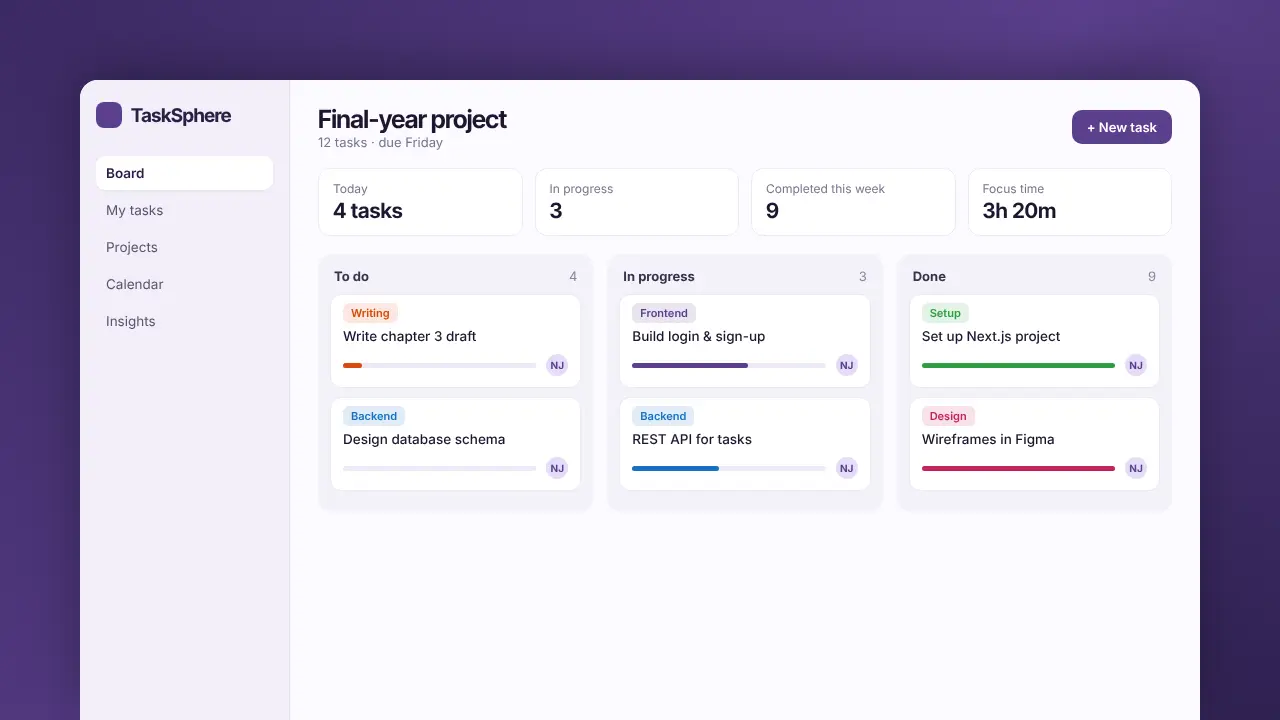 TaskSphere
Board
My tasks
Projects
Calendar
Insights
Final-year project
12 tasks · due Friday
+ New task
Today
4 tasks
In progress
3
Completed this week
9
Focus time
3h 20m
To do 4
Writing
Write chapter 3 draft
NJ
Backend
Design database schema
NJ
In progress 3
Frontend
Build login & sign-up
NJ
Backend
REST API for tasks
NJ
Done 9
Setup
Set up Next.js project
NJ
Design
Wireframes in Figma
NJ